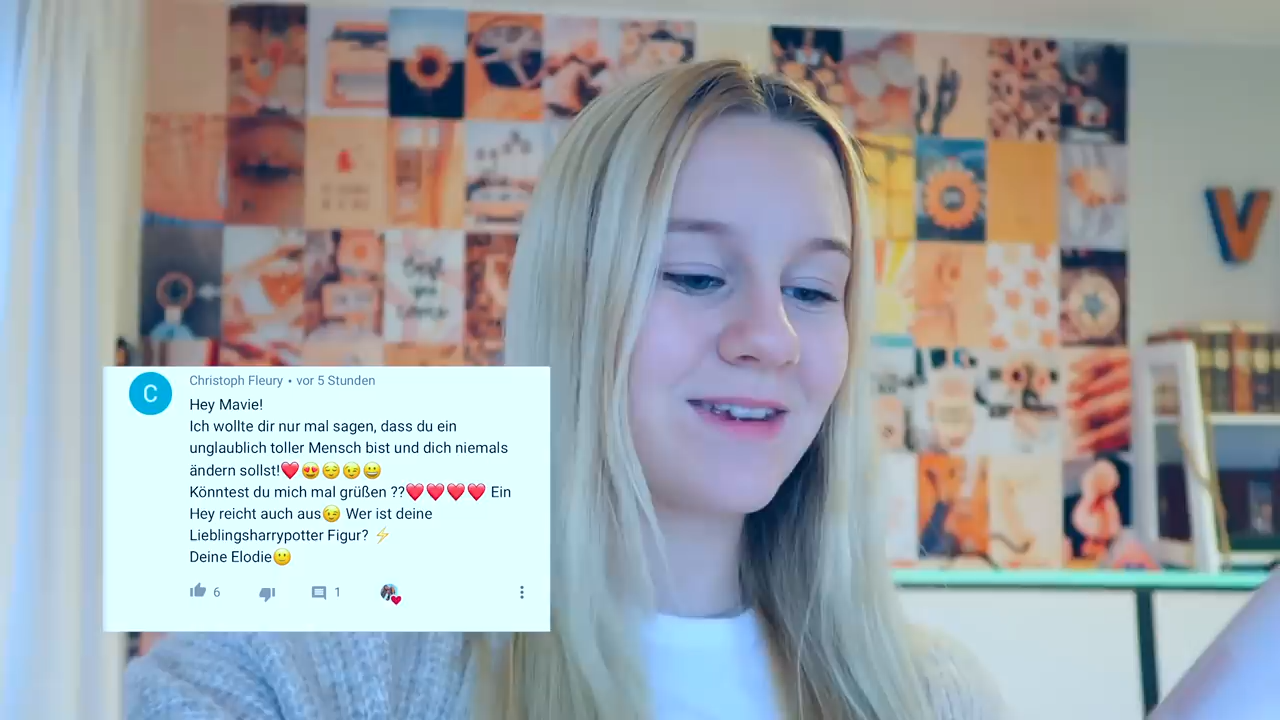 C
Christoph Fleury • vor 5 Stunden
Hey Mavie!
Ich wollte dir nur mal sagen, dass du ein
unglaublich toller Mensch bist und dich niemals
ändern sollst!❤️😍😌😉😀
Könntest du mich mal grüßen ??❤️❤️❤️❤️ Ein
Hey reicht auch aus😉 Wer ist deine
Lieblingsharrypotter Figur? ⚡
Deine Elodie🙂
6
1
V